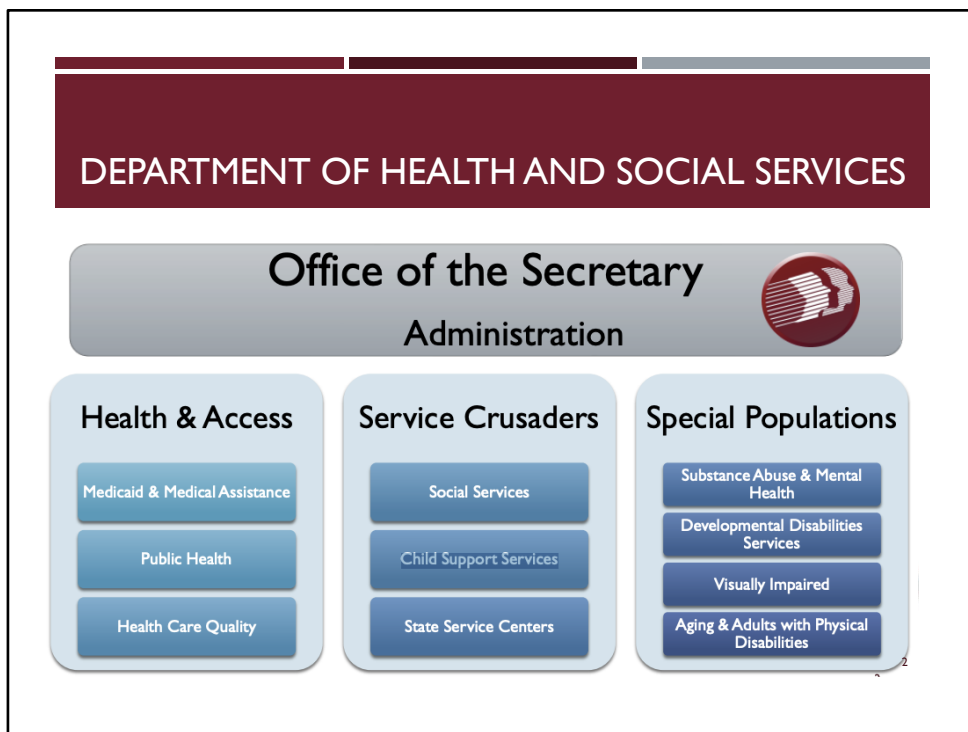 DEPARTMENT OF HEALTH AND SOCIAL SERVICES
Office of the Secretary
Administration
Health & Access
Medicaid & Medical Assistance
Public Health
Health Care Quality
Service Crusaders
Social Services
Child Support Services
State Service Centers
Special Populations
Substance Abuse & Mental
Health
Developmental Disabilities
Services
Visually Impaired
Aging & Adults with Physical
Disabilities
2